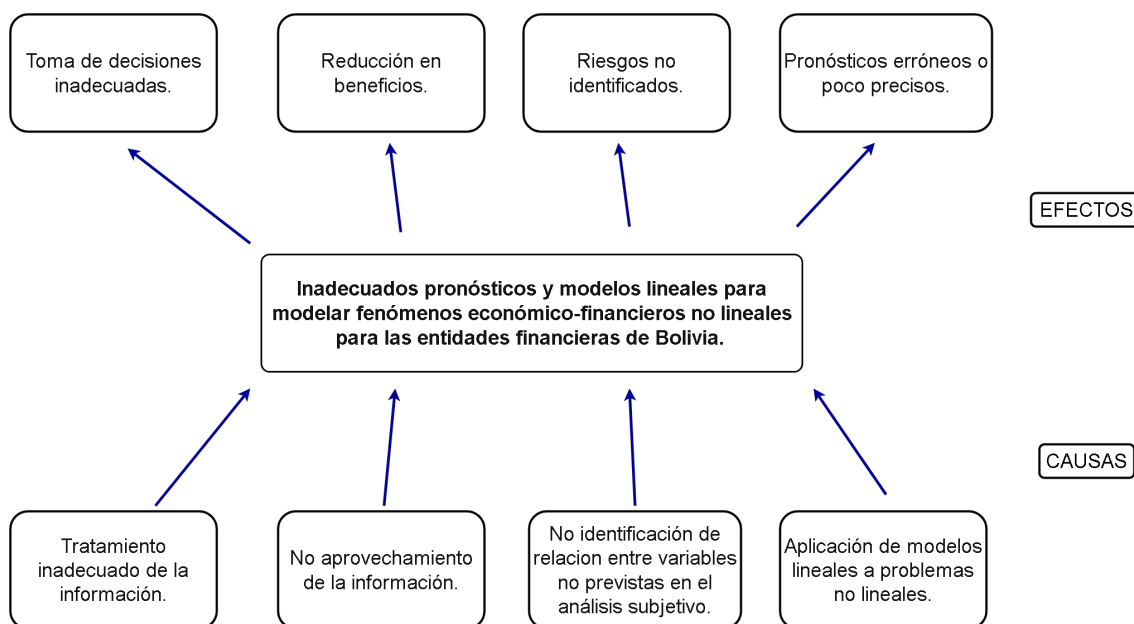 Toma de decisiones
inadecuadas.
Reducción en
beneficios.
Riesgos no
identificados.
Pronósticos erróneos o
poco precisos.
EFECTOS
Inadecuados pronósticos y modelos lineales para
modelar fenómenos económico-financieros no lineales
para las entidades financieras de Bolivia.
CAUSAS
Tratamiento
inadecuado de la
información.
No aprovechamiento
de la información.
No identificación de
relacion entre variables
no previstas en el
análisis subjetivo.
Aplicación de modelos
lineales a problemas
no lineales.